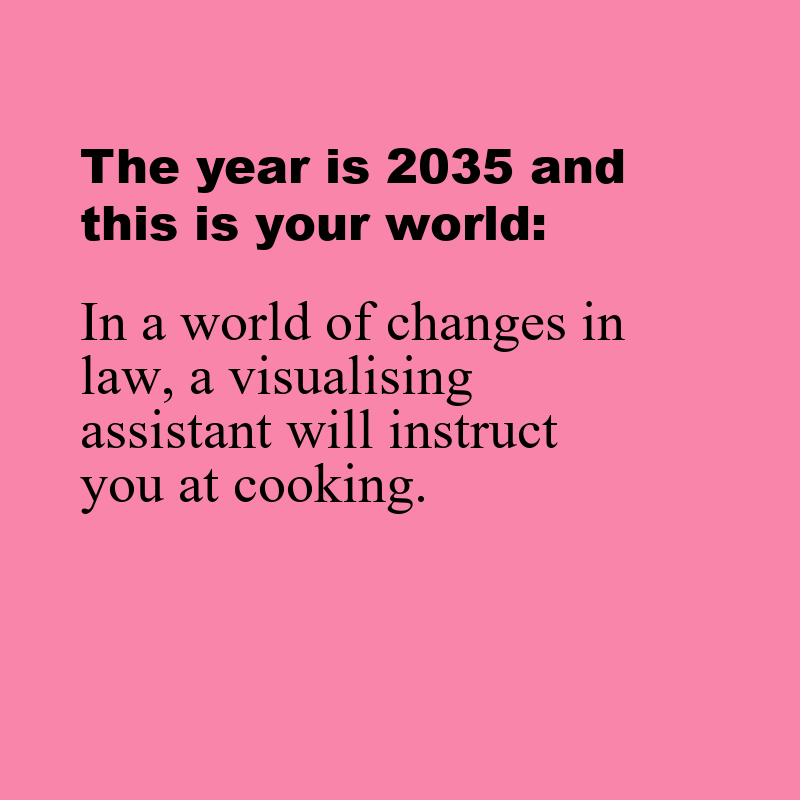 The year is 2035 and
this is your world:
In a world of changes in
law, a visualising
assistant will instruct
you at cooking.